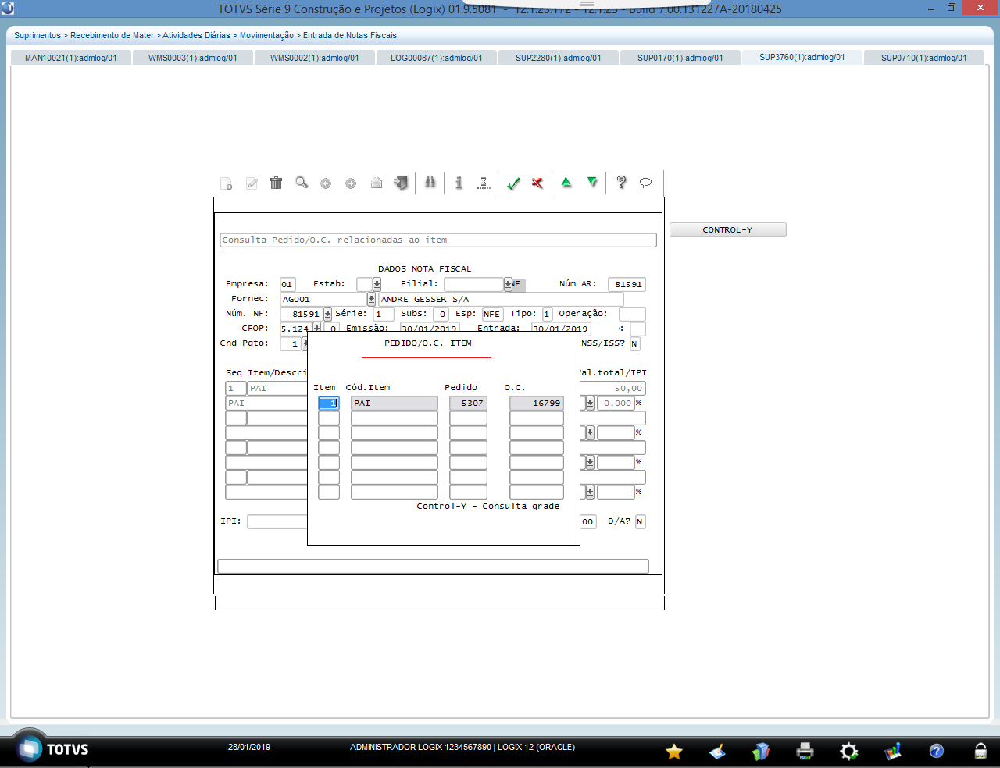 TOTVS Série 9 Construção e Projetos (Logix) 01.9.5081 - 12.1.23.172 - 12.1.23 - Build 7.00.131227A-20180425
Suprimentos > Recebimento de Mater > Atividades Diárias > Movimentação > Entrada de Notas Fiscais
MAN10021(1):admlog/01 WMS0003(1):admlog/01 WMS0002(1):admlog/01 LOG00087(1):admlog/01 SUP2280(1):admlog/01 SUP0170(1):admlog/01 SUP3760(1):admlog/01 SUP0710(1):admlog/01
CONTROL-Y
Consulta Pedido/O.C. relacionadas ao item
DADOS NOTA FISCAL
Empresa: 01 Estab: Filial: NF Núm AR: 81591
Fornec: AG001 ANDRE GESSER S/A
Núm. NF: 81591 Série: 1 Subs: 0 Esp: NFE Tipo: 1 Operação:
CFOP: 5.124 0 Emissão: 30/01/2019 Entrada: 30/01/2019 :
Cnd Pgto: 1 NSS/ISS? N
PEDIDO/O.C. ITEM
Seq Item/Descri al.total/IPI
1 PAI 50,00
PAI 0,000 %
%
%
%
Item Cód.Item Pedido O.C.
1 PAI 5307 16799
Control-Y - Consulta grade
IPI: 00 D/A? N
TOTVS 28/01/2019 ADMINISTRADOR LOGIX 1234567890 | LOGIX 12 (ORACLE)